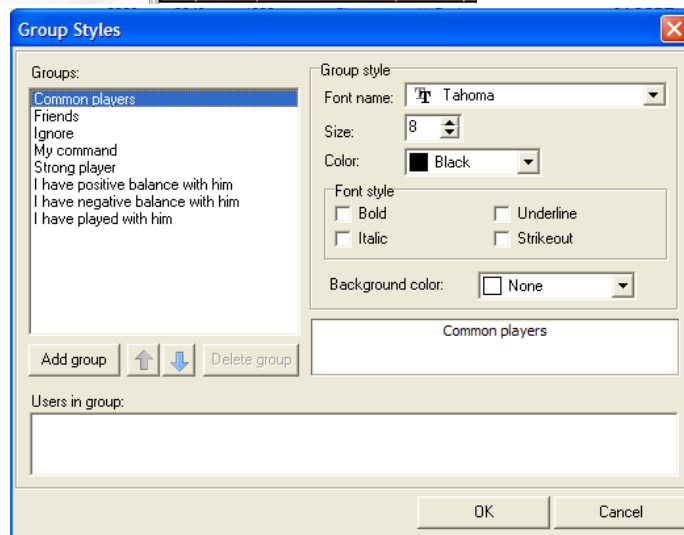 Group Styles
Groups:
Common players
Friends
Ignore
My command
Strong player
I have positive balance with him
I have negative balance with him
I have played with him
Add group
Delete group
Group style
Font name: Tahoma
Size: 8
Color: Black
Font style
Bold Underline
Italic Strikeout
Background color: None
Common players
Users in group:
OK Cancel